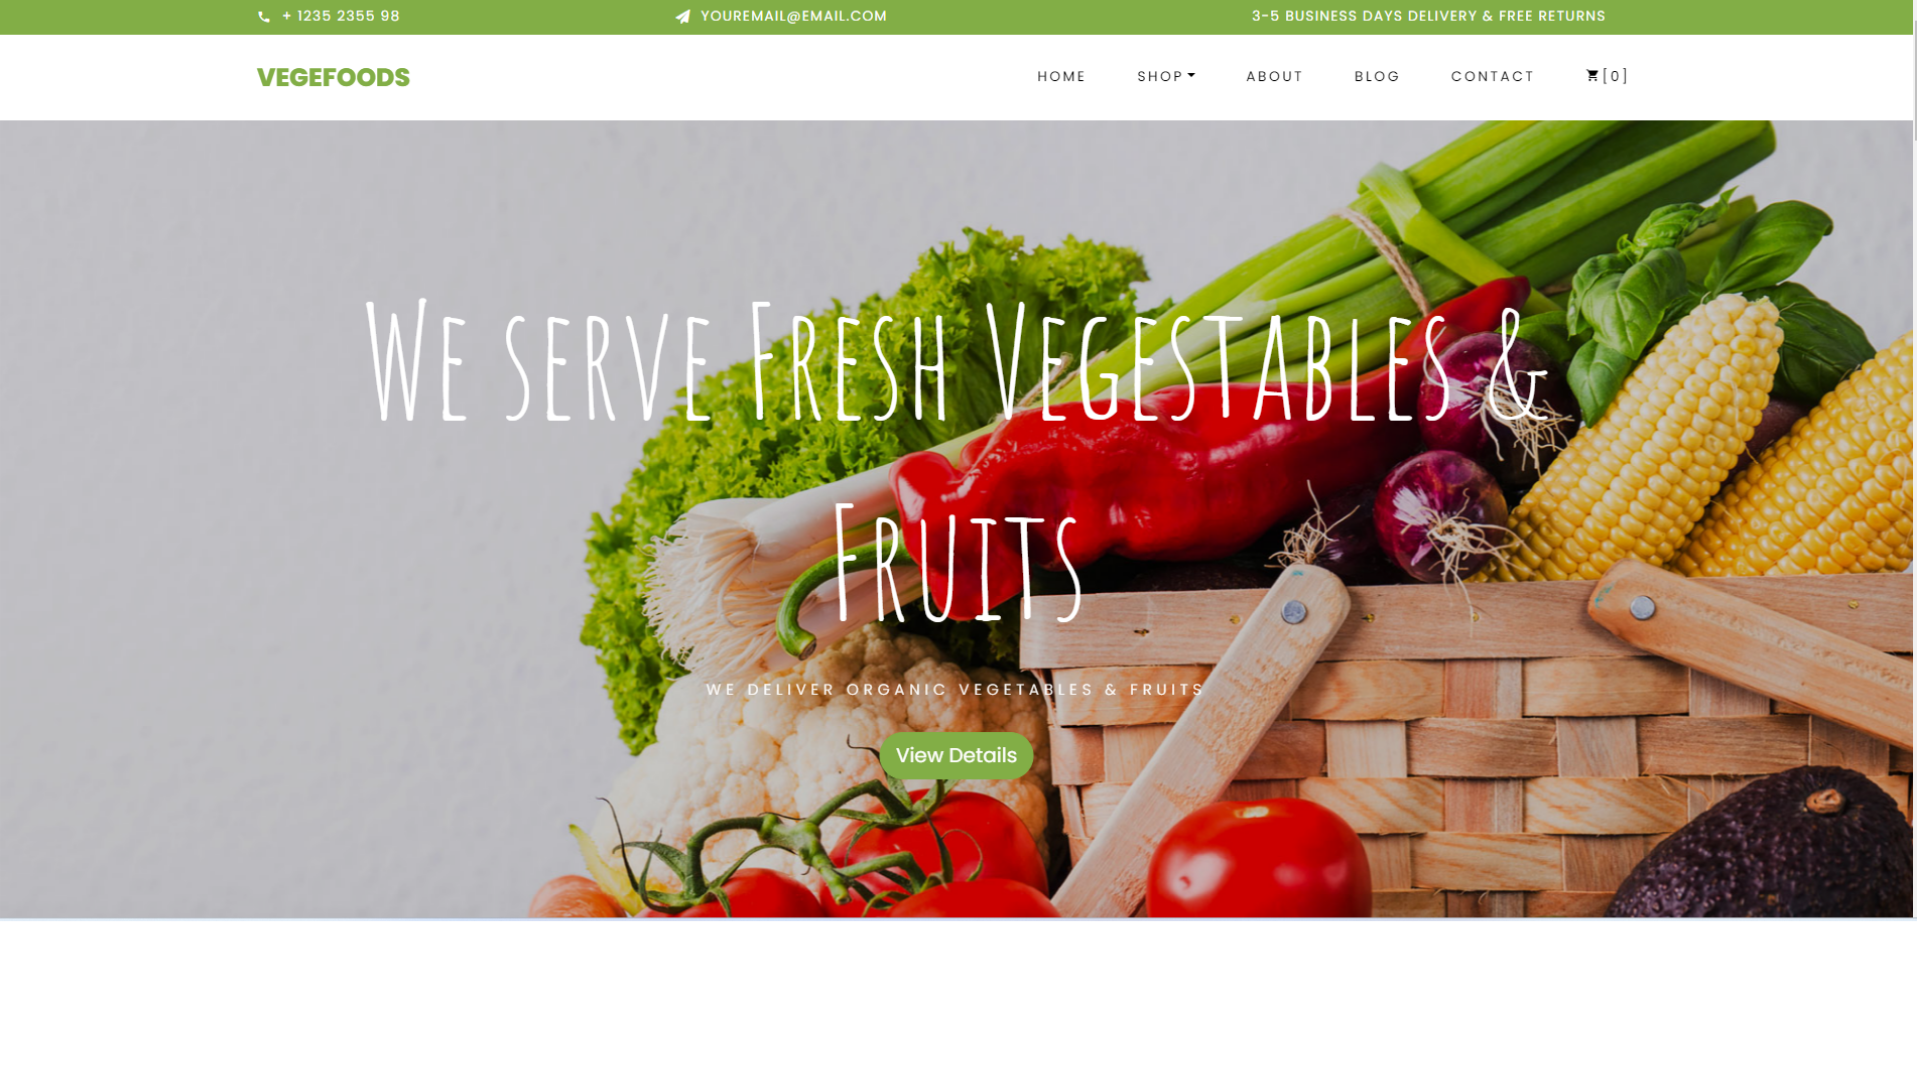 + 1235 2355 98
YOUREMAIL@EMAIL.COM
3-5 BUSINESS DAYS DELIVERY & FREE RETURNS
VEGEFOODS
HOME
SHOP
ABOUT
BLOG
CONTACT
[0]
WE SERVE FRESH VEGESTABLES &
FRUITS
WE DELIVER ORGANIC VEGETABLES & FRUITS
View Details